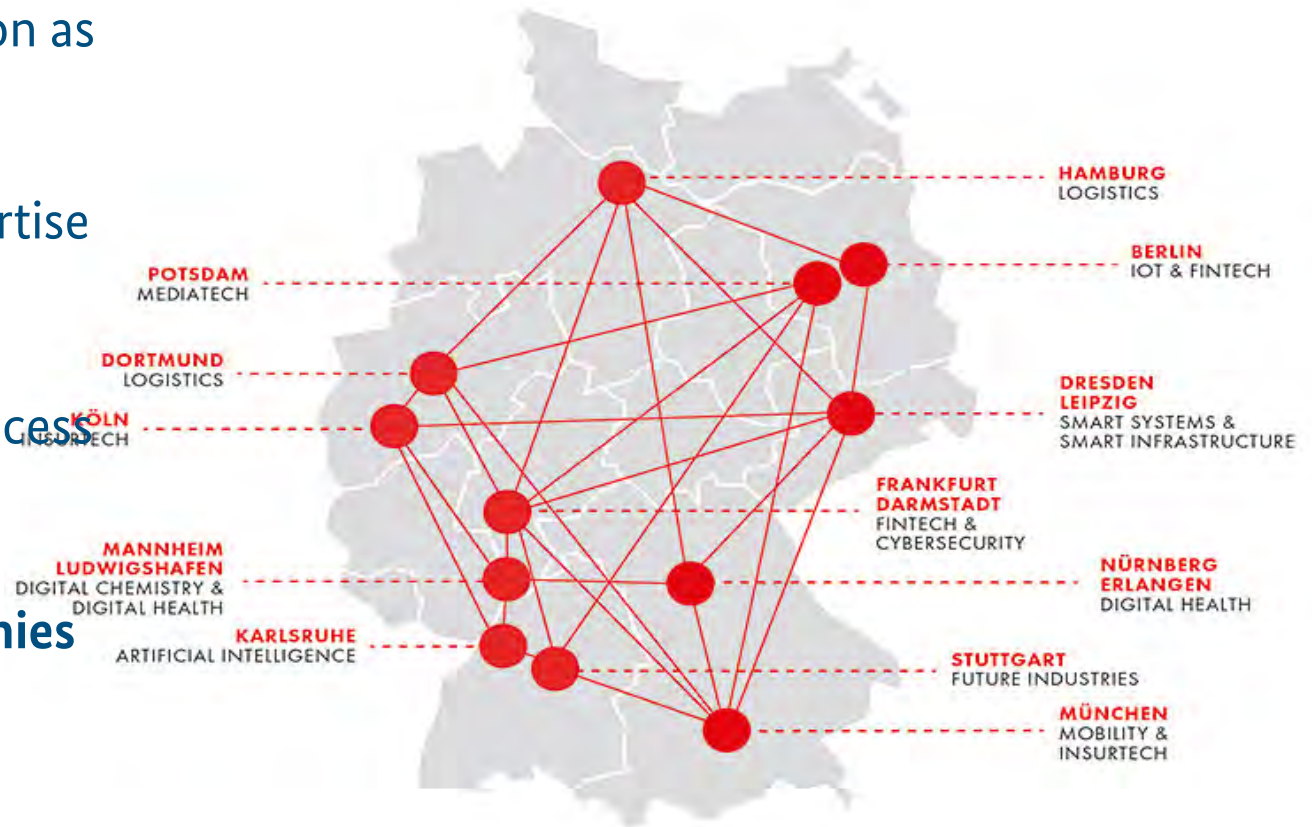 on as
rtise
cess
nies
HAMBURG
LOGISTICS
BERLIN
IOT & FINTECH
POTSDAM
MEDIATECH
DORTMUND
LOGISTICS
KÖLN
INSURTECH
DRESDEN
LEIPZIG
SMART SYSTEMS &
SMART INFRASTRUCTURE
FRANKFURT
DARMSTADT
FINTECH &
CYBERSECURITY
MANNHEIM
LUDWIGSHAFEN
DIGITAL CHEMISTRY &
DIGITAL HEALTH
NÜRNBERG
ERLANGEN
DIGITAL HEALTH
KARLSRUHE
ARTIFICIAL INTELLIGENCE
STUTTGART
FUTURE INDUSTRIES
MÜNCHEN
MOBILITY &
INSURTECH